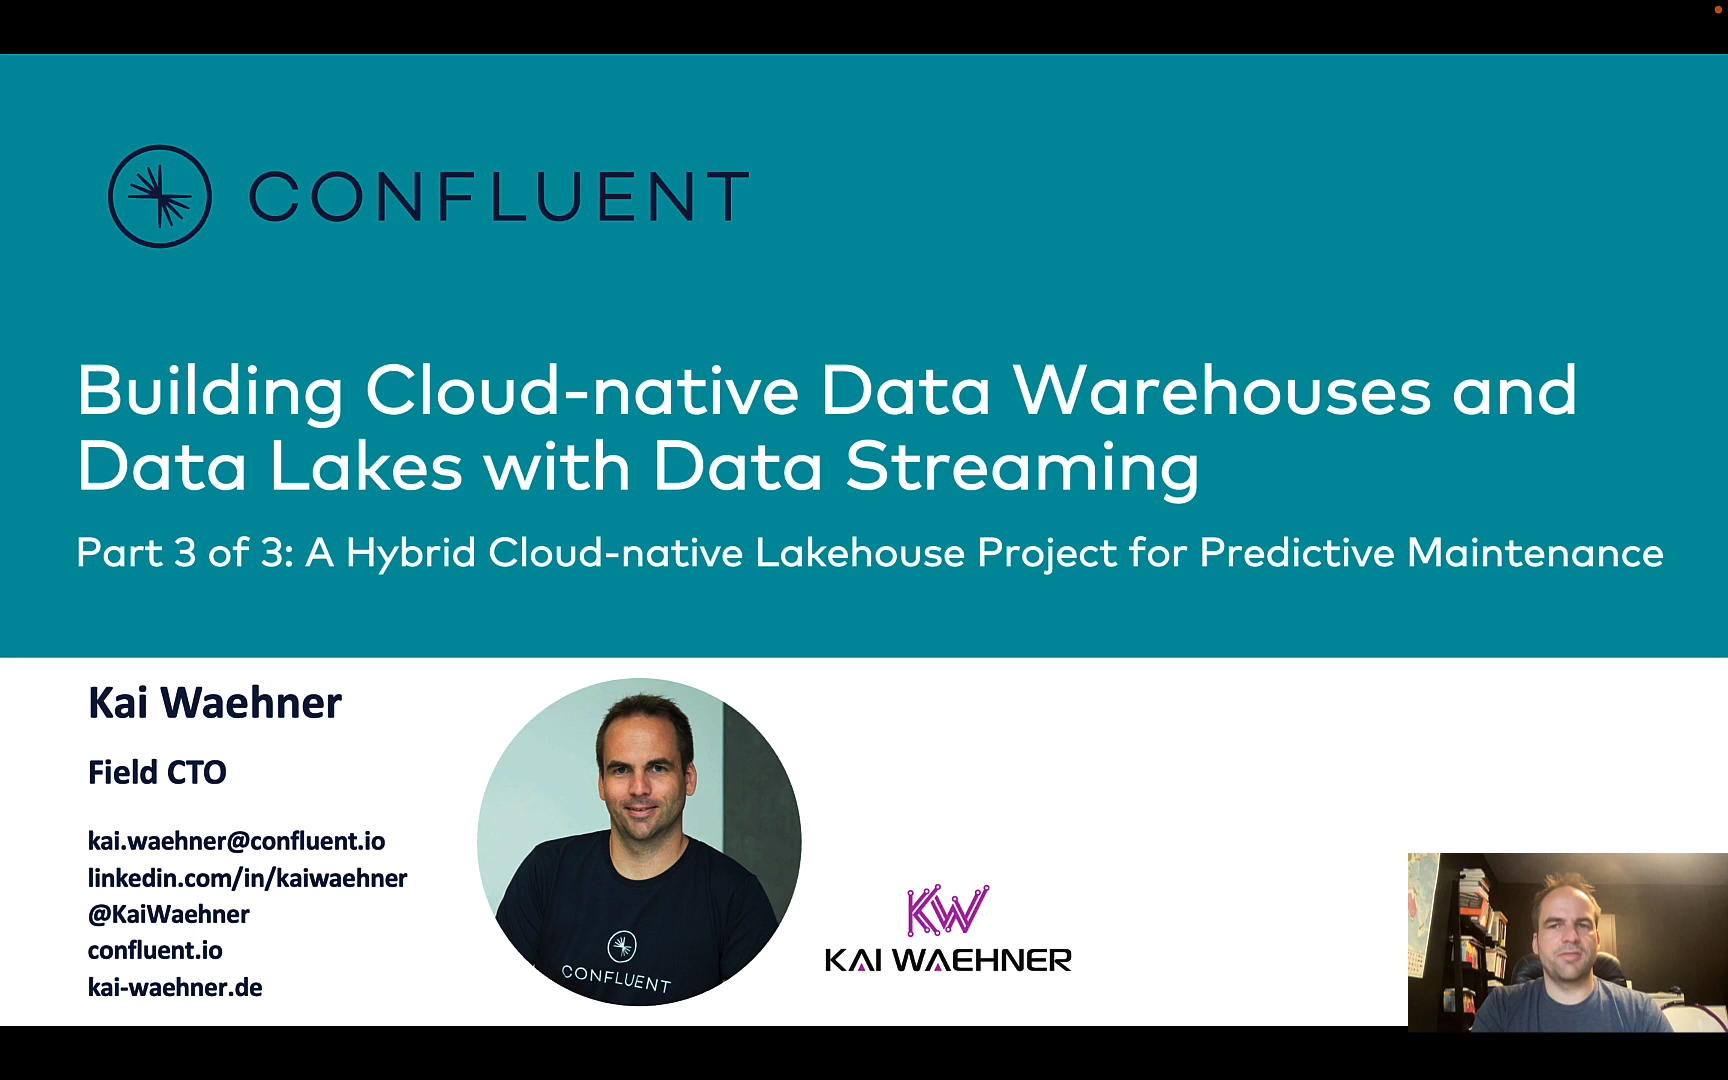 CONFLUENT
Building Cloud-native Data Warehouses and
Data Lakes with Data Streaming
Part 3 of 3: A Hybrid Cloud-native Lakehouse Project for Predictive Maintenance
Kai Waehner
Field CTO
kai.waehner@confluent.io
linkedin.com/in/kaiwaehner
@KaiWaehner
confluent.io
kai-waehner.de
CONFLUENT
KW
KAI WAEHNER